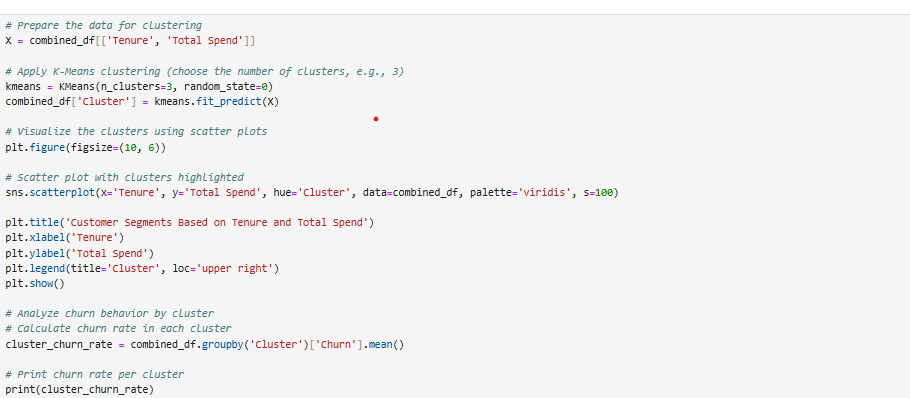 # Prepare the data for clustering
X = combined_df[['Tenure', 'Total Spend']]
# Apply K-Means clustering (choose the number of clusters, e.g., 3)
kmeans = KMeans(n_clusters=3, random_state=0)
combined_df['Cluster'] = kmeans.fit_predict(X)
# Visualize the clusters using scatter plots
plt.figure(figsize=(10, 6))
# Scatter plot with clusters highlighted
sns.scatterplot(x='Tenure', y='Total Spend', hue='Cluster', data=combined_df, palette='viridis', s=100)
plt.title('Customer Segments Based on Tenure and Total Spend')
plt.xlabel('Tenure')
plt.ylabel('Total Spend')
plt.legend(title='Cluster', loc='upper right')
plt.show()
# Analyze churn behavior by cluster
# Calculate churn rate in each cluster
cluster_churn_rate = combined_df.groupby('Cluster')['Churn'].mean()
# Print churn rate per cluster
print(cluster_churn_rate)